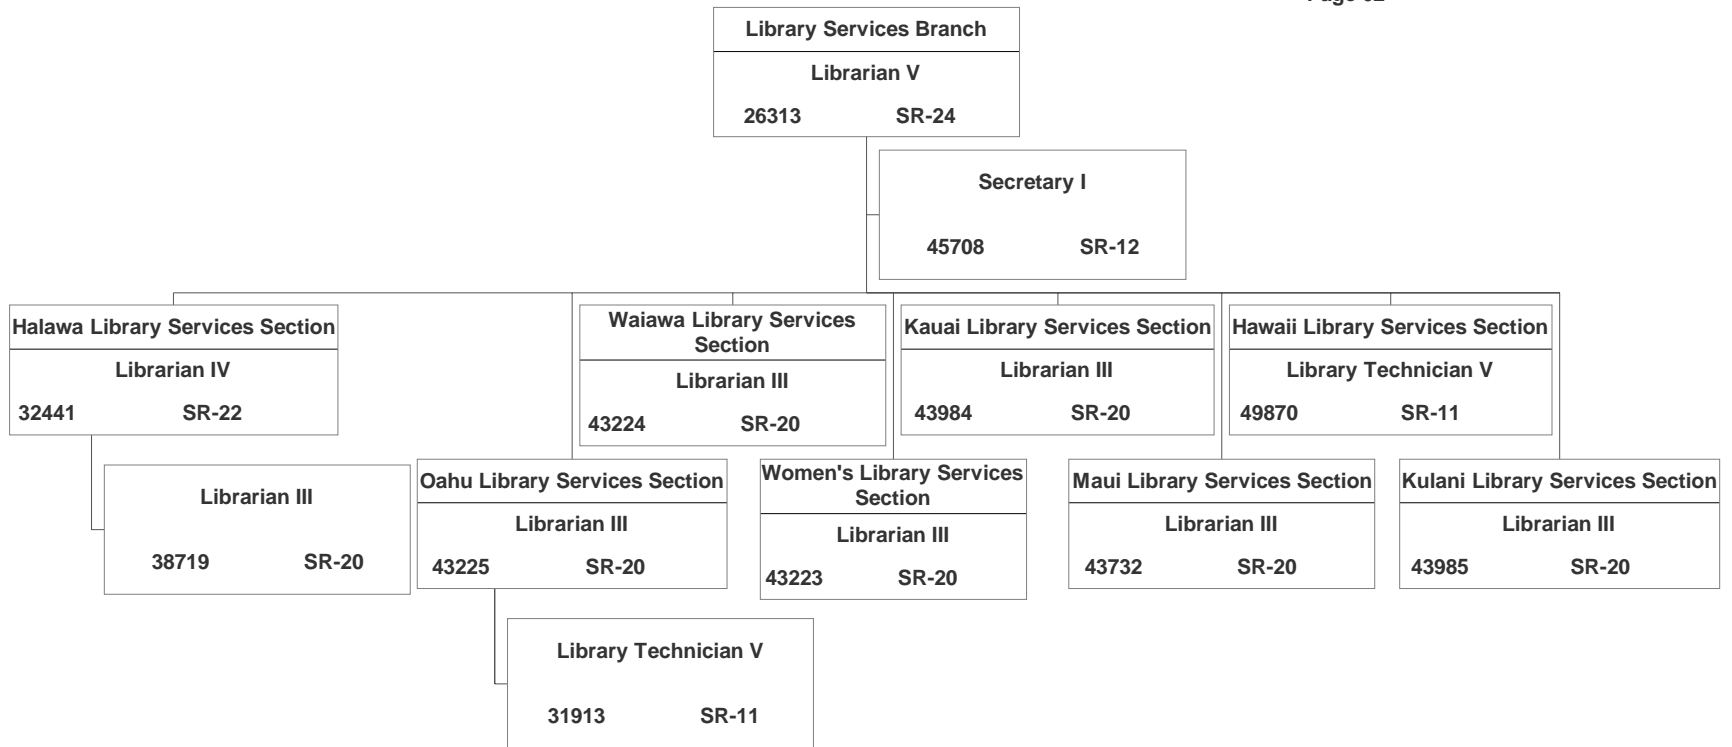 Library Services Branch
Librarian V
26313 SR-24
Secretary I
45708 SR-12
Halawa Library Services Section
Librarian IV
32441 SR-22
Waiawa Library Services
Section
Librarian III
43224 SR-20
Kauai Library Services Section
Librarian III
43984 SR-20
Hawaii Library Services Section
Library Technician V
49870 SR-11
Librarian III
38719 SR-20
Oahu Library Services Section
Librarian III
43225 SR-20
Women's Library Services
Section
Librarian III
43223 SR-20
Maui Library Services Section
Librarian III
43732 SR-20
Kulani Library Services Section
Librarian III
43985 SR-20
Library Technician V
31913 SR-11